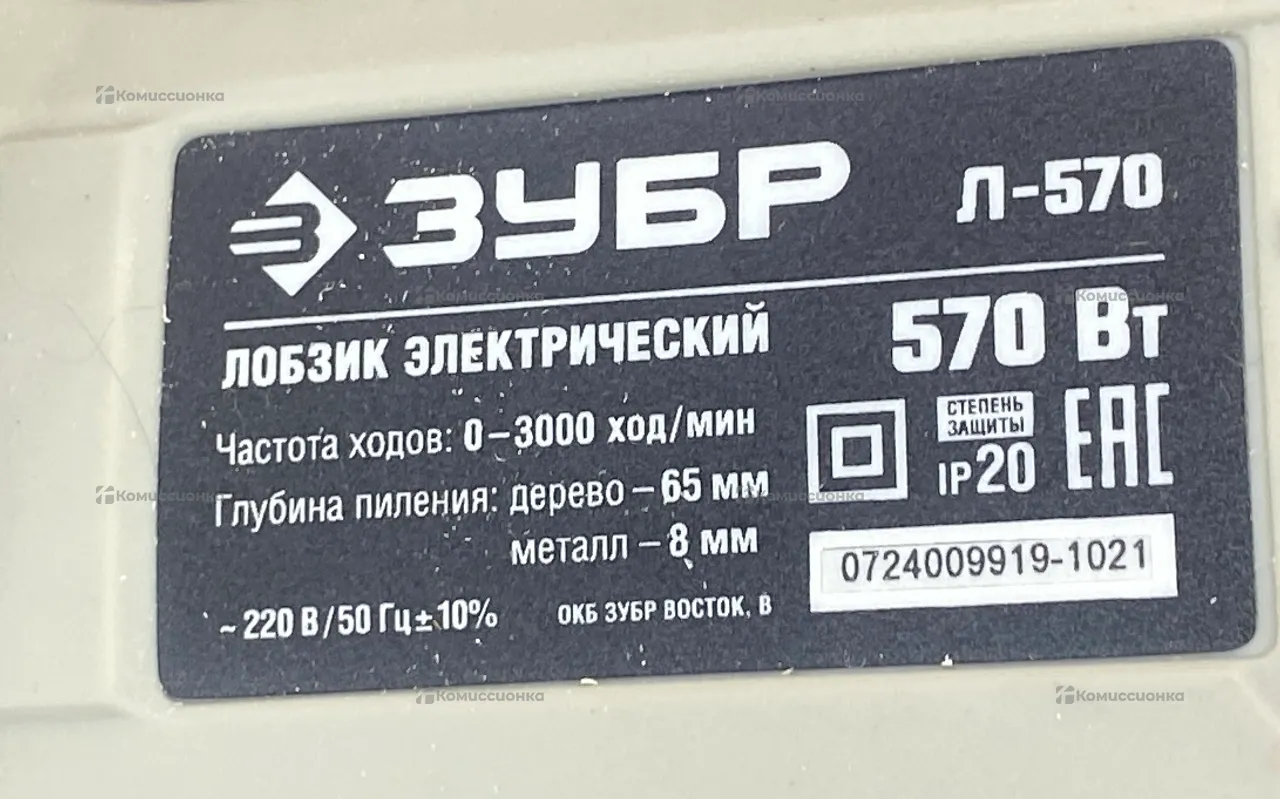 ЗУБР Л-570
ЛОБЗИК ЭЛЕКТРИЧЕСКИЙ 570 Вт
Частота ходов: 0–3000 ход/мин
Глубина пиления: дерево – 65 мм
металл – 8 мм
СТЕПЕНЬ
ЗАЩИТЫ
IP20
EAC
0724009919-1021
~ 220 В/50 Гц±10% ОКБ ЗУБР ВОСТОК, В
Комиссионка
Комиссионка
Комиссионка
Комиссионка
Комиссионка
Комиссионка
Комиссионка
Комиссионка